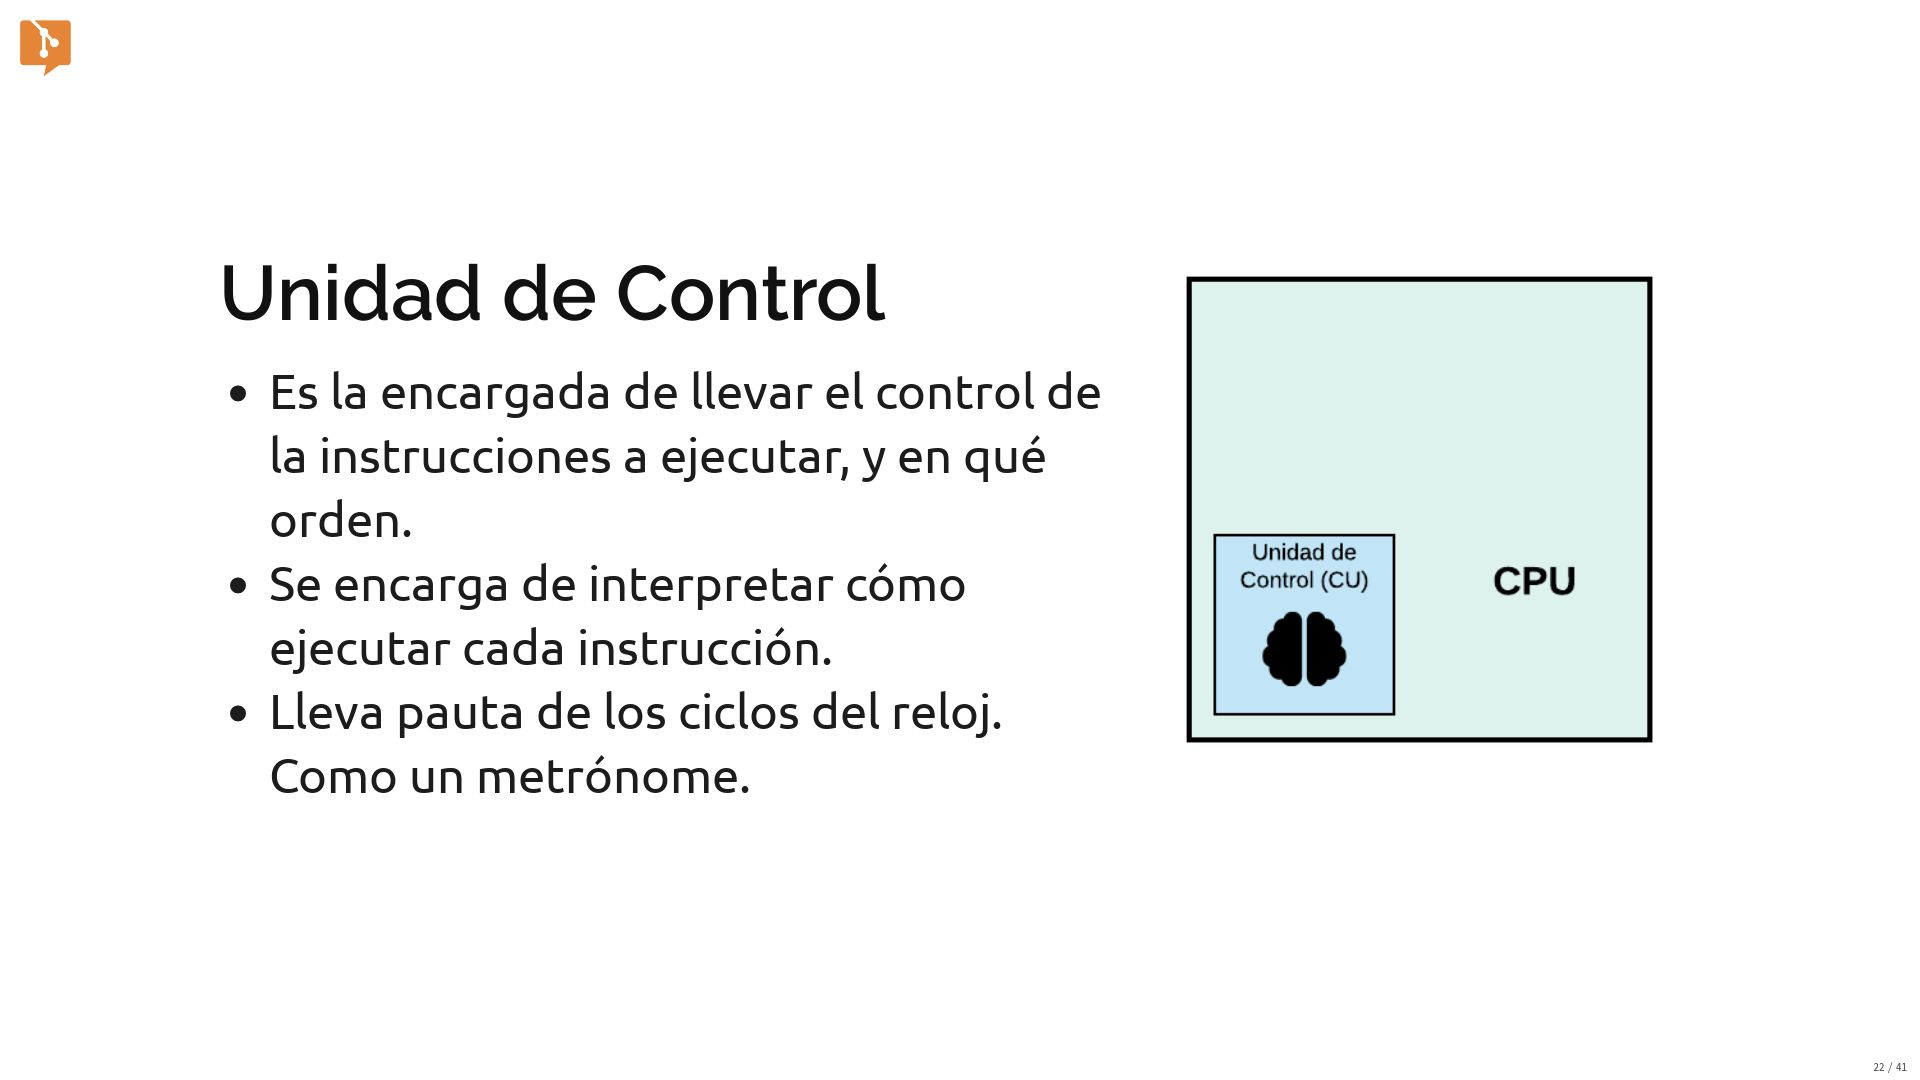 Unidad de Control
• Es la encargada de llevar el control de
la instrucciones a ejecutar, y en qué
orden.
• Se encarga de interpretar cómo
ejecutar cada instrucción.
• Lleva pauta de los ciclos del reloj.
Como un metrónome.
Unidad de
Control (CU)
CPU
22 / 41